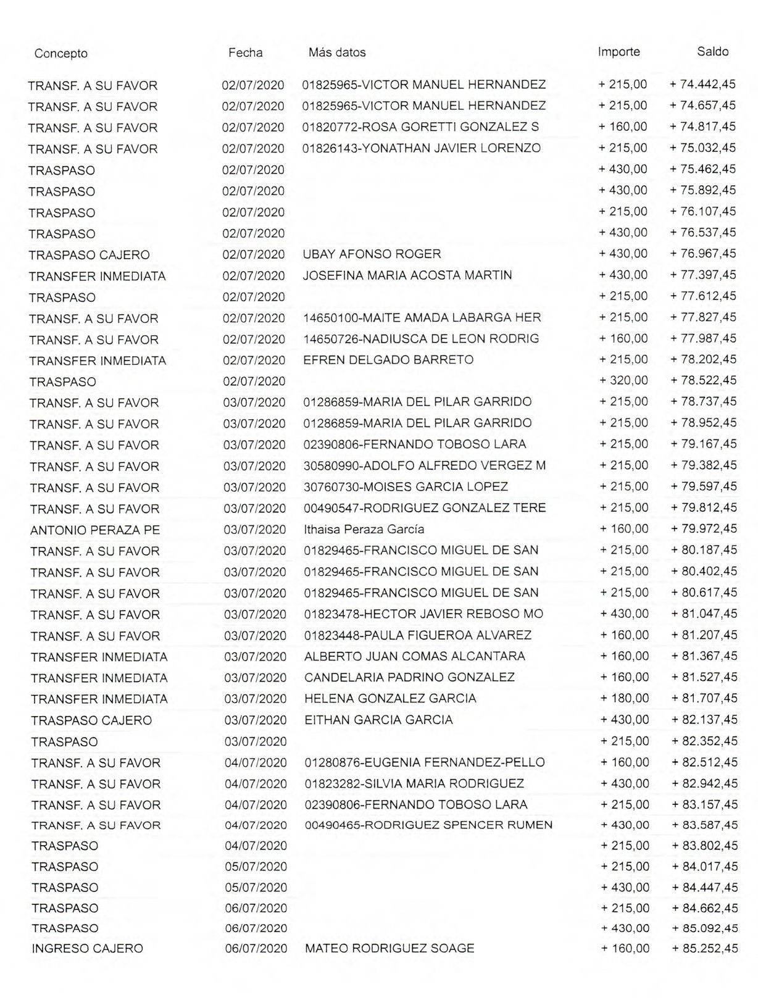 Concepto Fecha Más datos Importe Saldo
TRANSF. A SU FAVOR 02/07/2020 01825965-VICTOR MANUEL HERNANDEZ + 215,00 + 74.442,45
TRANSF. A SU FAVOR 02/07/2020 01825965-VICTOR MANUEL HERNANDEZ + 215,00 + 74.657,45
TRANSF. A SU FAVOR 02/07/2020 01820772-ROSA GORETTI GONZALEZ S + 160,00 + 74.817,45
TRANSF. A SU FAVOR 02/07/2020 01826143-YONATHAN JAVIER LORENZO + 215,00 + 75.032,45
TRASPASO 02/07/2020 + 430,00 + 75.462,45
TRASPASO 02/07/2020 + 430,00 + 75.892,45
TRASPASO 02/07/2020 + 215,00 + 76.107,45
TRASPASO 02/07/2020 + 430,00 + 76.537,45
TRASPASO CAJERO 02/07/2020 UBAY AFONSO ROGER + 430,00 + 76.967,45
TRANSFER INMEDIATA 02/07/2020 JOSEFINA MARIA ACOSTA MARTIN + 430,00 + 77.397,45
TRASPASO 02/07/2020 + 215,00 + 77.612,45
TRANSF. A SU FAVOR 02/07/2020 14650100-MAITE AMADA LABARGA HER + 215,00 + 77.827,45
TRANSF. A SU FAVOR 02/07/2020 14650726-NADIUSCA DE LEON RODRIG + 160,00 + 77.987,45
TRANSFER INMEDIATA 02/07/2020 EFREN DELGADO BARRETO + 215,00 + 78.202,45
TRASPASO 02/07/2020 + 320,00 + 78.522,45
TRANSF. A SU FAVOR 03/07/2020 01286859-MARIA DEL PILAR GARRIDO + 215,00 + 78.737,45
TRANSF. A SU FAVOR 03/07/2020 01286859-MARIA DEL PILAR GARRIDO + 215,00 + 78.952,45
TRANSF. A SU FAVOR 03/07/2020 02390806-FERNANDO TOBOSO LARA + 215,00 + 79.167,45
TRANSF. A SU FAVOR 03/07/2020 30580990-ADOLFO ALFREDO VERGEZ M + 215,00 + 79.382,45
TRANSF. A SU FAVOR 03/07/2020 30760730-MOISES GARCIA LOPEZ + 215,00 + 79.597,45
TRANSF. A SU FAVOR 03/07/2020 00490547-RODRIGUEZ GONZALEZ TERE + 215,00 + 79.812,45
ANTONIO PERAZA PE 03/07/2020 Ithaisa Peraza García + 160,00 + 79.972,45
TRANSF. A SU FAVOR 03/07/2020 01829465-FRANCISCO MIGUEL DE SAN + 215,00 + 80.187,45
TRANSF. A SU FAVOR 03/07/2020 01829465-FRANCISCO MIGUEL DE SAN + 215,00 + 80.402,45
TRANSF. A SU FAVOR 03/07/2020 01829465-FRANCISCO MIGUEL DE SAN + 215,00 + 80.617,45
TRANSF. A SU FAVOR 03/07/2020 01823478-HECTOR JAVIER REBOSO MO + 430,00 + 81.047,45
TRANSF. A SU FAVOR 03/07/2020 01823448-PAULA FIGUEROA ALVAREZ + 160,00 + 81.207,45
TRANSFER INMEDIATA 03/07/2020 ALBERTO JUAN COMAS ALCANTARA + 160,00 + 81.367,45
TRANSFER INMEDIATA 03/07/2020 CANDELARIA PADRINO GONZALEZ + 160,00 + 81.527,45
TRANSFER INMEDIATA 03/07/2020 HELENA GONZALEZ GARCIA + 180,00 + 81.707,45
TRASPASO CAJERO 03/07/2020 EITHAN GARCIA GARCIA + 430,00 + 82.137,45
TRASPASO 03/07/2020 + 215,00 + 82.352,45
TRANSF. A SU FAVOR 04/07/2020 01280876-EUGENIA FERNANDEZ-PELLO + 160,00 + 82.512,45
TRANSF. A SU FAVOR 04/07/2020 01823282-SILVIA MARIA RODRIGUEZ + 430,00 + 82.942,45
TRANSF. A SU FAVOR 04/07/2020 02390806-FERNANDO TOBOSO LARA + 215,00 + 83.157,45
TRANSF. A SU FAVOR 04/07/2020 00490465-RODRIGUEZ SPENCER RUMEN + 430,00 + 83.587,45
TRASPASO 04/07/2020 + 215,00 + 83.802,45
TRASPASO 05/07/2020 + 215,00 + 84.017,45
TRASPASO 05/07/2020 + 430,00 + 84.447,45
TRASPASO 06/07/2020 + 215,00 + 84.662,45
TRASPASO 06/07/2020 + 430,00 + 85.092,45
INGRESO CAJERO 06/07/2020 MATEO RODRIGUEZ SOAGE + 160,00 + 85.252,45